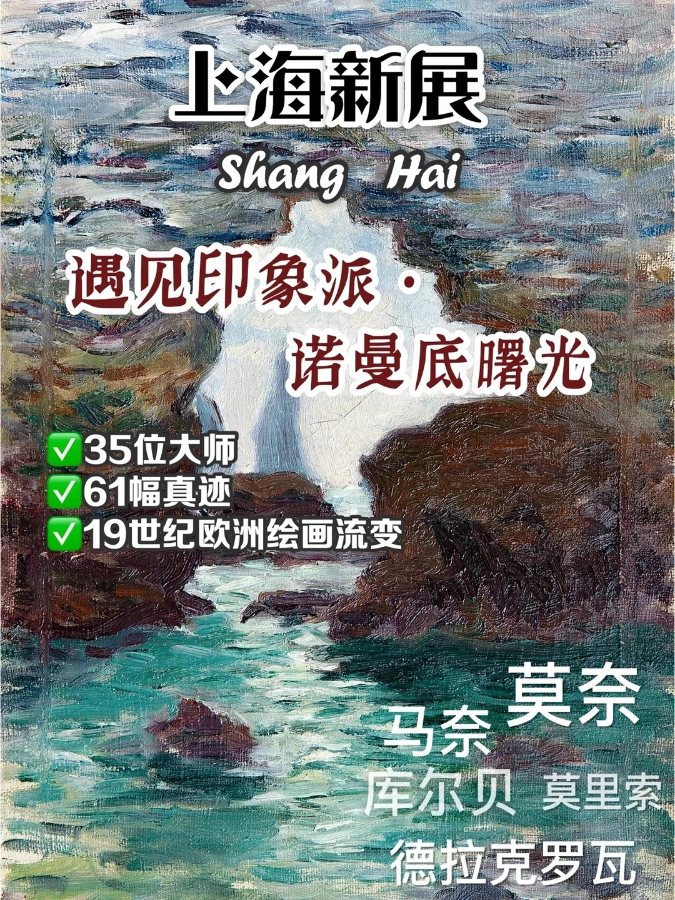 上海新展
Shang Hai
遇见印象派·
诺曼底曙光
✅35位大师
✅61幅真迹
✅19世纪欧洲绘画流变
莫奈
马奈
库尔贝 莫里索
德拉克罗瓦